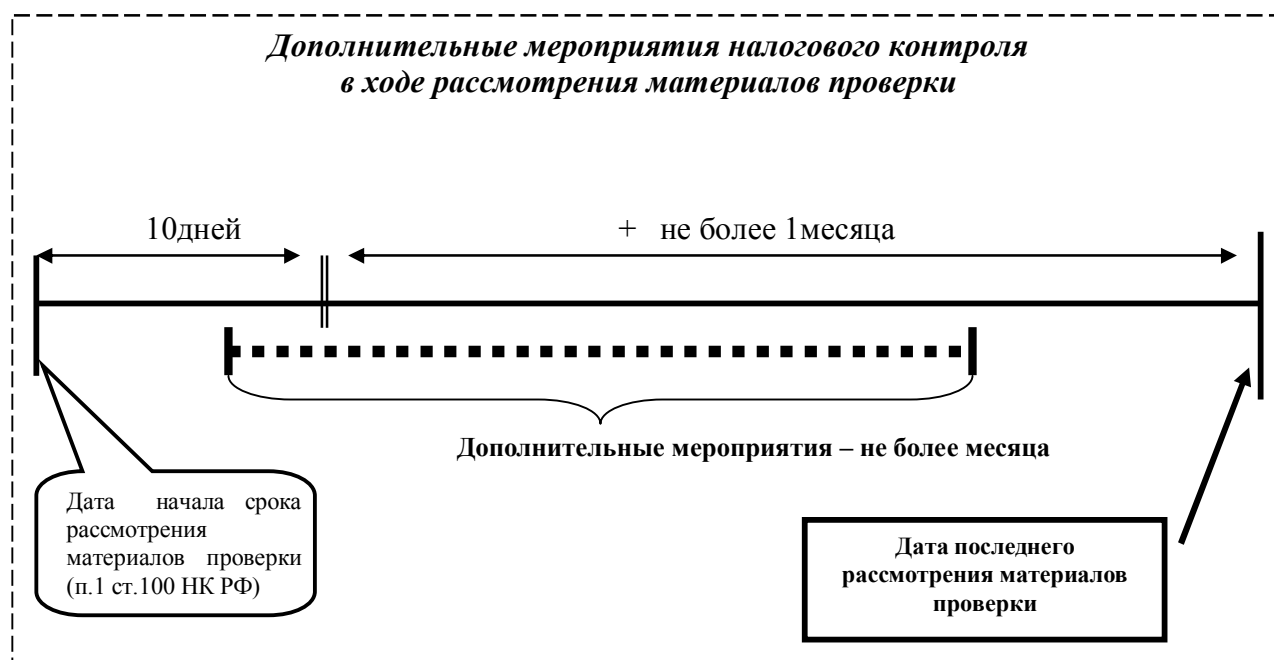 Дополнительные мероприятия налогового контроля
в ходе рассмотрения материалов проверки
10дней
+ не более 1месяца
Дополнительные мероприятия – не более месяца
Дата начала срока
рассмотрения
материалов проверки
(п.1 ст.100 НК РФ)
Дата последнего
рассмотрения материалов
проверки